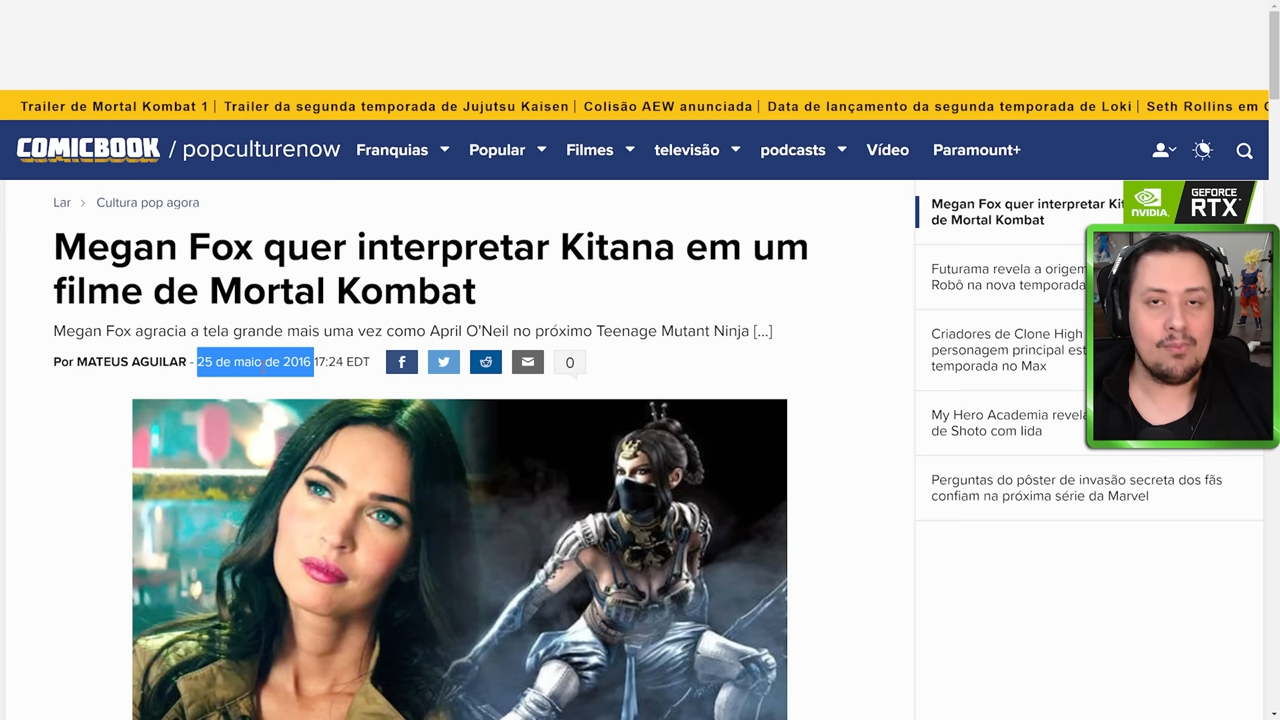 Trailer de Mortal Kombat 1 | Trailer da segunda temporada de Jujutsu Kaisen | Colisão AEW anunciada | Data de lançamento da segunda temporada de Loki | Seth Rollins em
COMICBOOK / popculturenow Franquias Popular Filmes televisão podcasts Vídeo Paramount+
Lar > Cultura pop agora
Megan Fox quer interpretar Kitana em um
filme de Mortal Kombat
Megan Fox agracia a tela grande mais uma vez como April O'Neil no próximo Teenage Mutant Ninja [...]
Por MATEUS AGUILAR - 25 de maio de 2016 17:24 EDT
0
Megan Fox quer interpretar
de Mortal Kombat
Futurama revela a origem
Robô na nova temporada
Criadores de Clone High
personagem principal
temporada no Max
My Hero Academia
de Shoto com Iida
Perguntas do pôster de invasão secreta dos fãs
confiam na próxima série da Marvel
NVIDIA.
GEFORCE
RTX